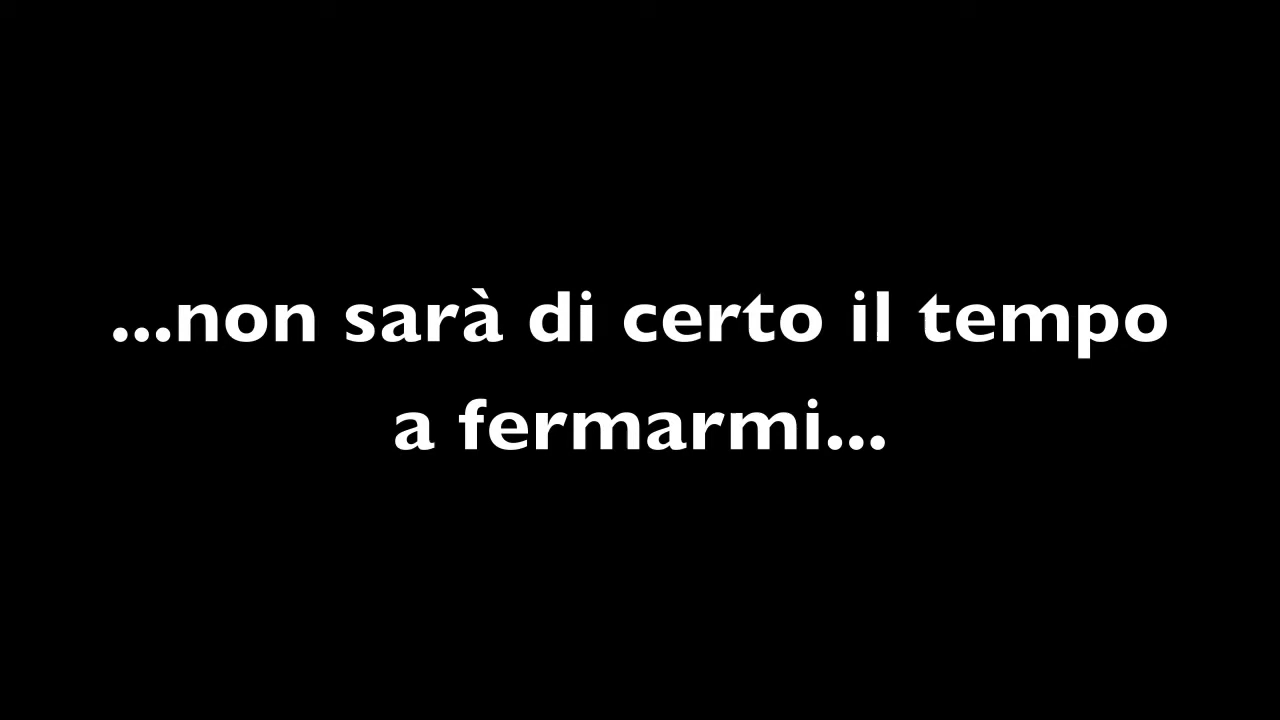 ...non sarà di certo il tempo
a fermarmi...